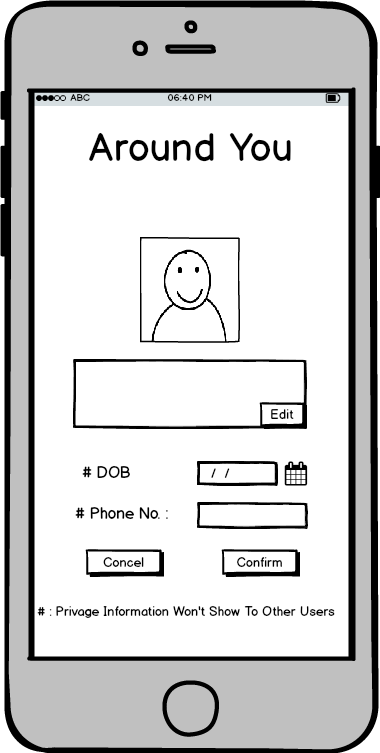 ABC 06:40 PM
Around You
Edit
# DOB / /
# Phone No. :
Concel Confirm
# : Privage Information Won't Show To Other Users